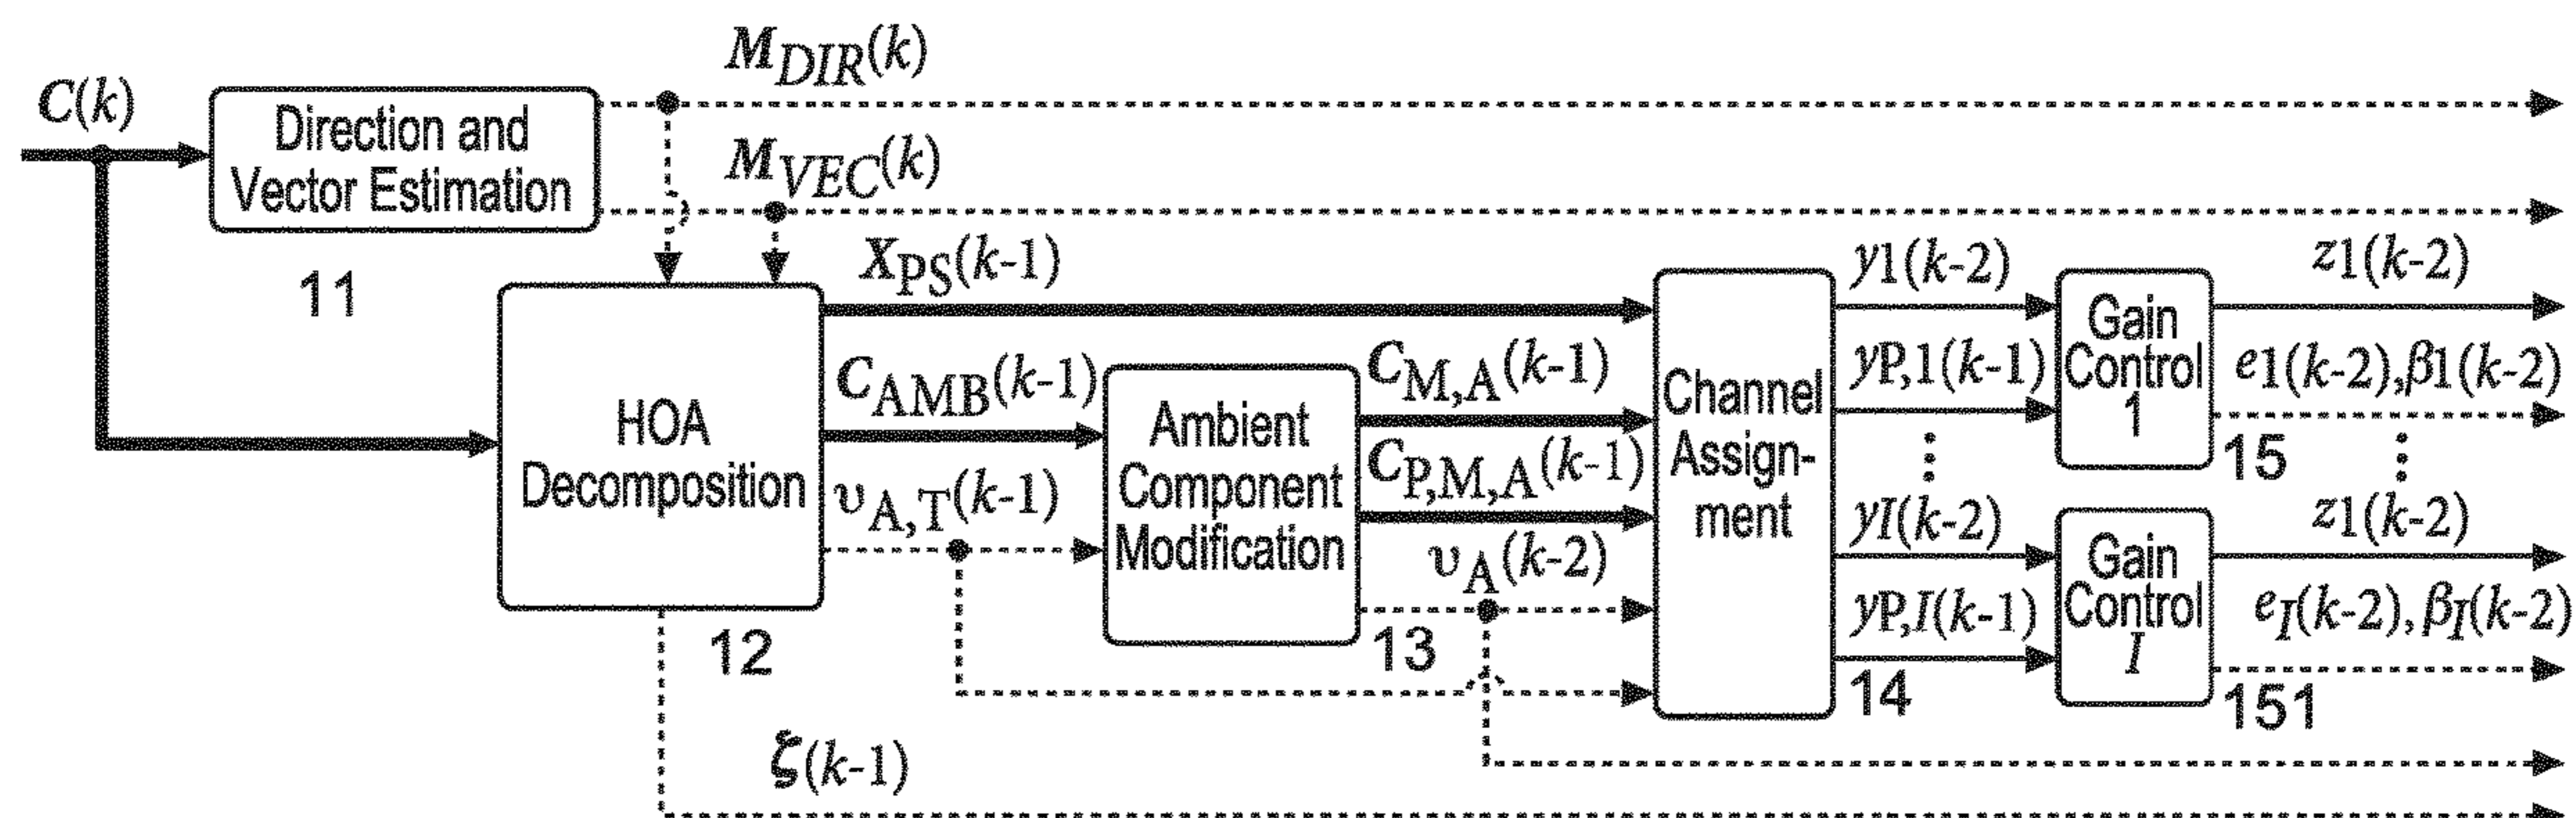 M_DIR(k)
C(k)
Direction and
Vector Estimation
11
M_VEC(k)
X_PS(k-1)
HOA
Decomposition
12
C_AMB(k-1)
υ_A,T(k-1)
ζ(k-1)
Ambient
Component
Modification
13
C_M,A(k-1)
C_P,M,A(k-1)
υ_A(k-2)
Channel
Assign-
ment
14
y1(k-2)
yP,1(k-1)
yI(k-2)
yP,I(k-1)
Gain
Control
1
15
Gain
Control
I
151
z1(k-2)
e1(k-2),β1(k-2)
z1(k-2)
e_I(k-2),β_I(k-2)